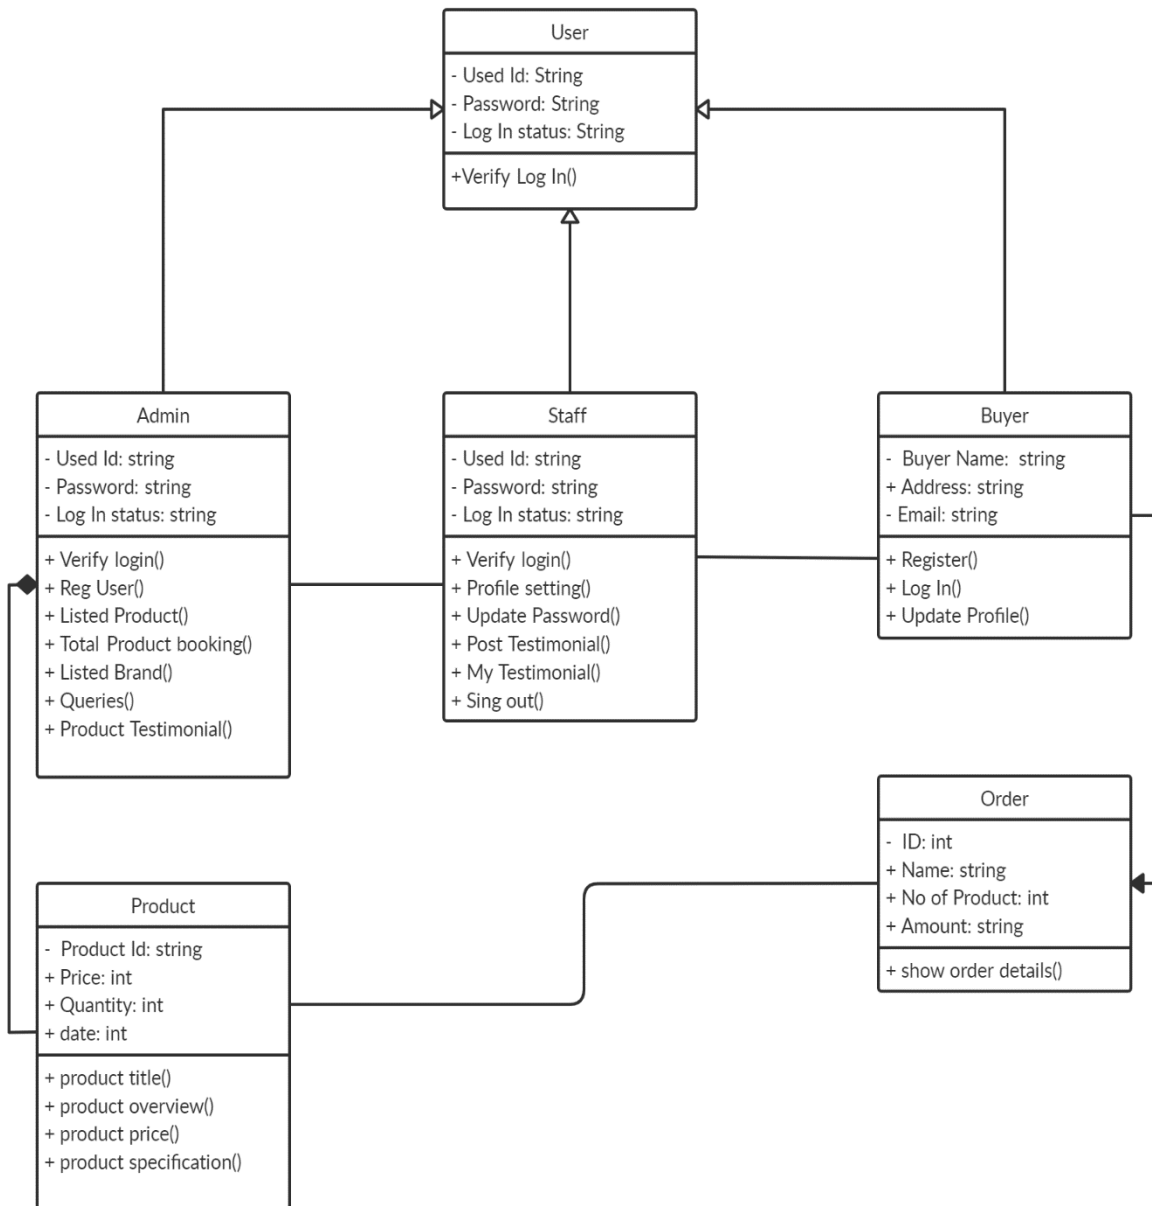 User
- Used Id: String
- Password: String
- Log In status: String
+Verify Log In()
Admin
- Used Id: string
- Password: string
- Log In status: string
+ Verify login()
+ Reg User()
+ Listed Product()
+ Total Product booking()
+ Listed Brand()
+ Queries()
+ Product Testimonial()
Staff
- Used Id: string
- Password: string
- Log In status: string
+ Verify login()
+ Profile setting()
+ Update Password()
+ Post Testimonial()
+ My Testimonial()
+ Sing out()
Buyer
- Buyer Name: string
+ Address: string
- Email: string
+ Register()
+ Log In()
+ Update Profile()
Order
- ID: int
+ Name: string
+ No of Product: int
+ Amount: string
+ show order details()
Product
- Product Id: string
+ Price: int
+ Quantity: int
+ date: int
+ product title()
+ product overview()
+ product price()
+ product specification()